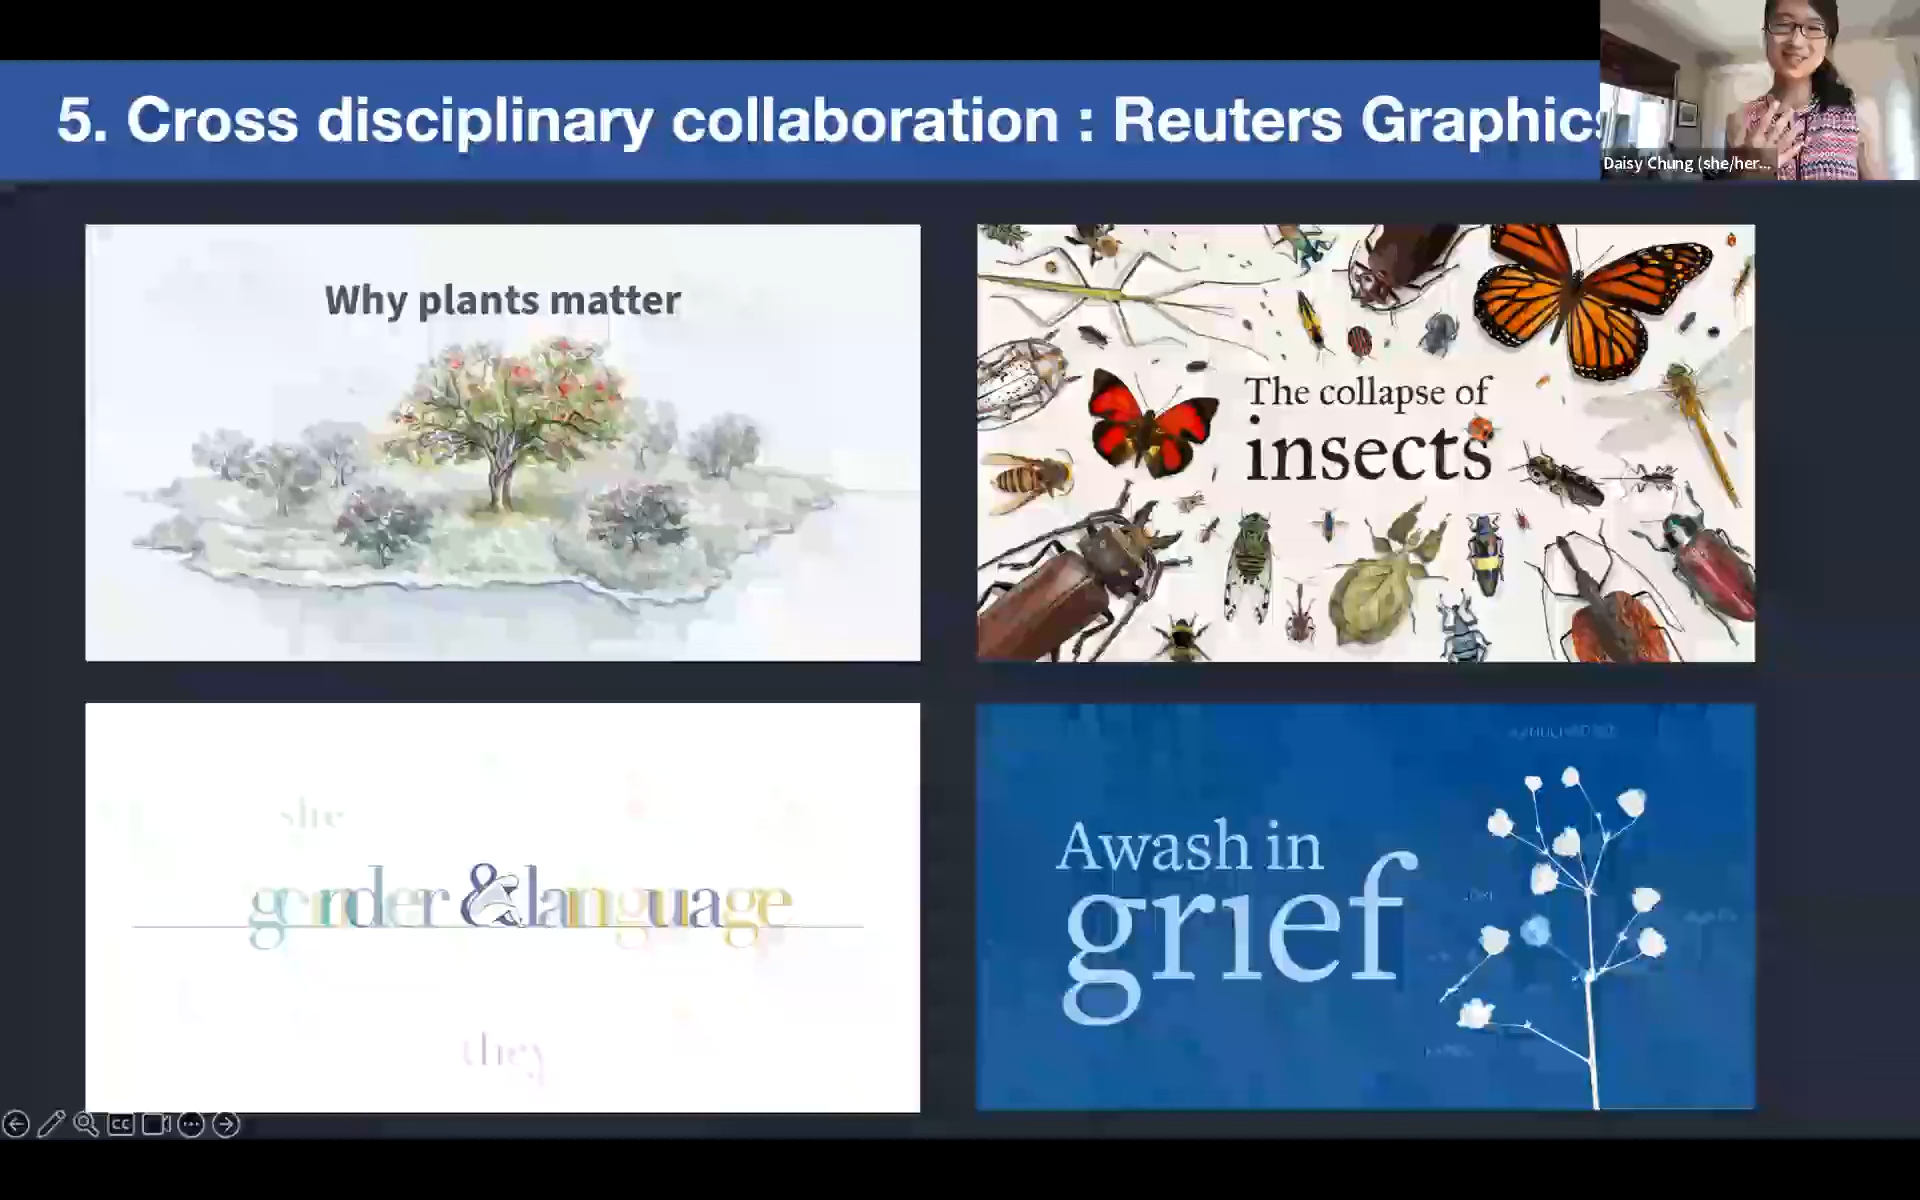 5. Cross disciplinary collaboration : Reuters Graphics
Daisy Chung (she/her...
Why plants matter
The collapse of
insects
she
gender & language
they
Awash in
grief
CC